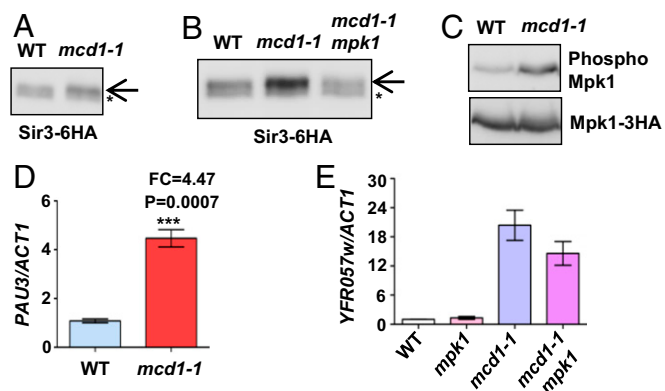 A
WT mcd1-1
*
Sir3-6HA
B
WT mcd1-1 mcd1-1 mpk1
*
Sir3-6HA
C
WT mcd1-1
Phospho Mpk1
Mpk1-3HA
D
FC=4.47
P=0.0007
***
PAU3/ACT1
6
4
2
0
WT mcd1-1
E
YFR057w/ACT1
30
24
18
12
6
0
WT mpk1 mcd1-1 mcd1-1 mpk1